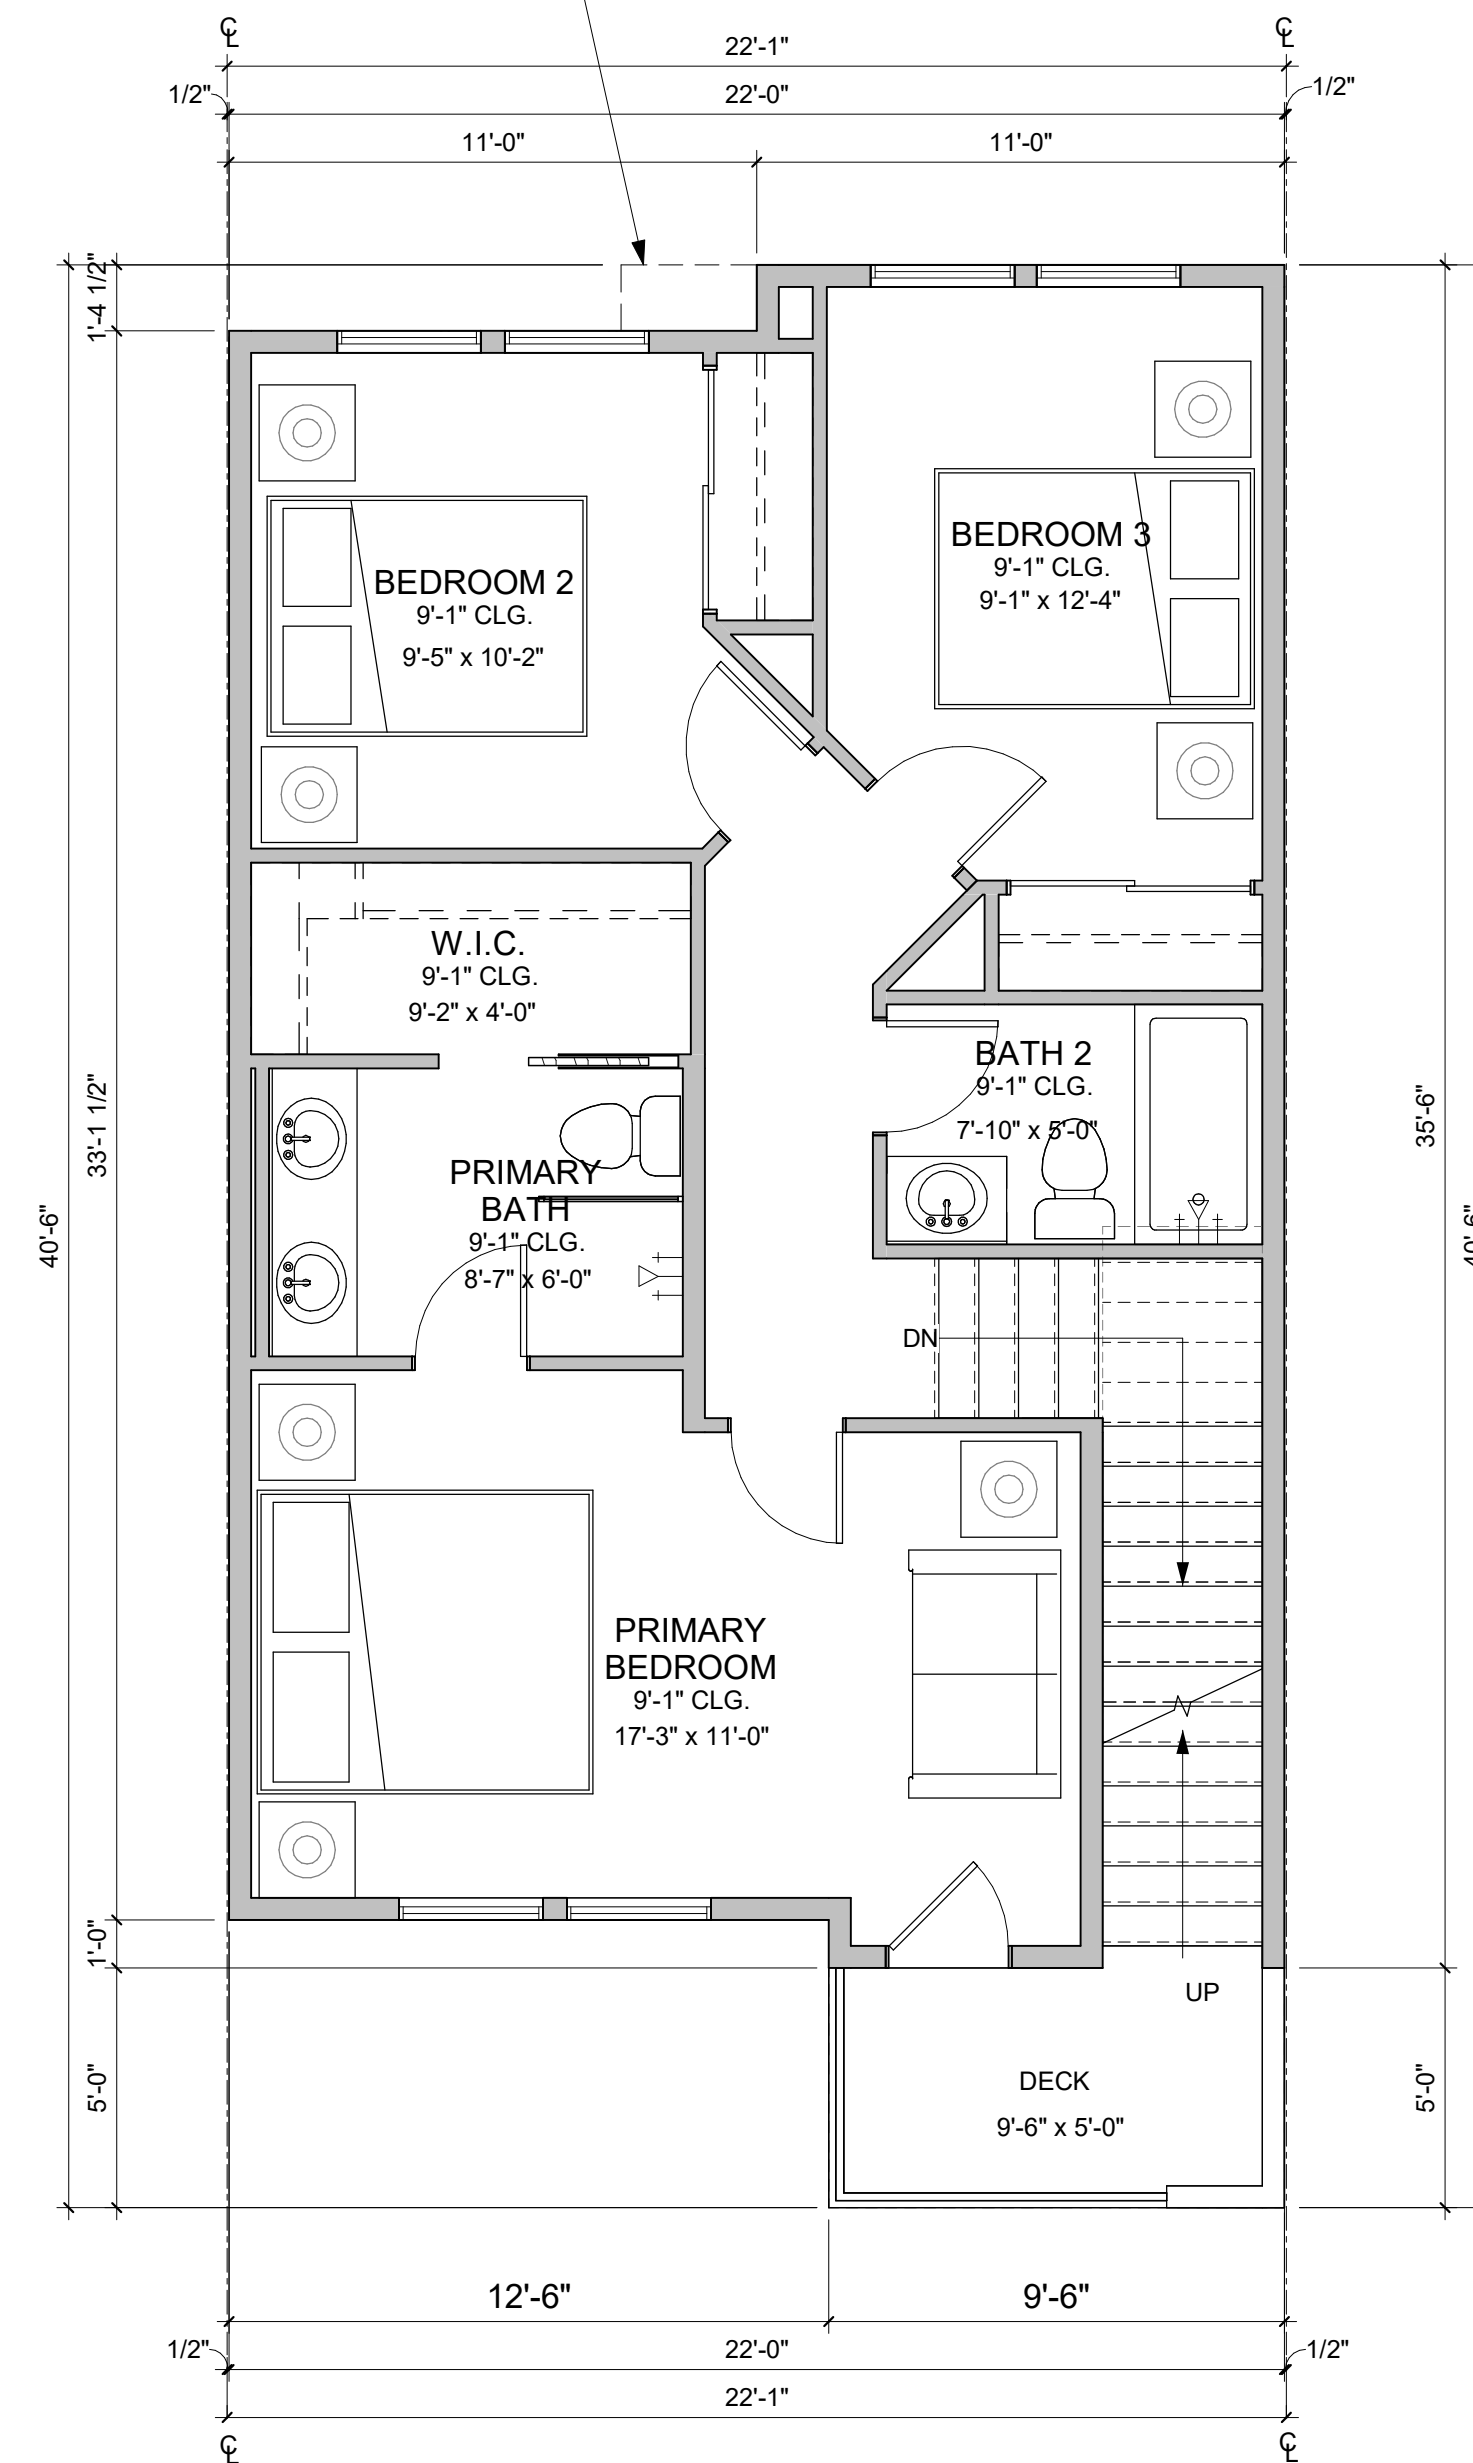 ℄ ℄
22'-1"
1/2" 22'-0" 1/2"
11'-0" 11'-0"
1'-4 1/2"
BEDROOM 2
9'-1" CLG.
9'-5" x 10'-2"
BEDROOM 3
9'-1" CLG.
9'-1" x 12'-4"
W.I.C.
9'-1" CLG.
9'-2" x 4'-0"
BATH 2
9'-1" CLG.
7'-10" x 5'-0"
33'-1 1/2"
35'-6"
40'-6"
40'-6"
PRIMARY
BATH
9'-1" CLG.
8'-7" x 6'-0"
DN
PRIMARY
BEDROOM
9'-1" CLG.
17'-3" x 11'-0"
1'-0"
UP
5'-0"
DECK
9'-6" x 5'-0"
5'-0"
12'-6" 9'-6"
1/2" 22'-0" 1/2"
22'-1"
℄ ℄